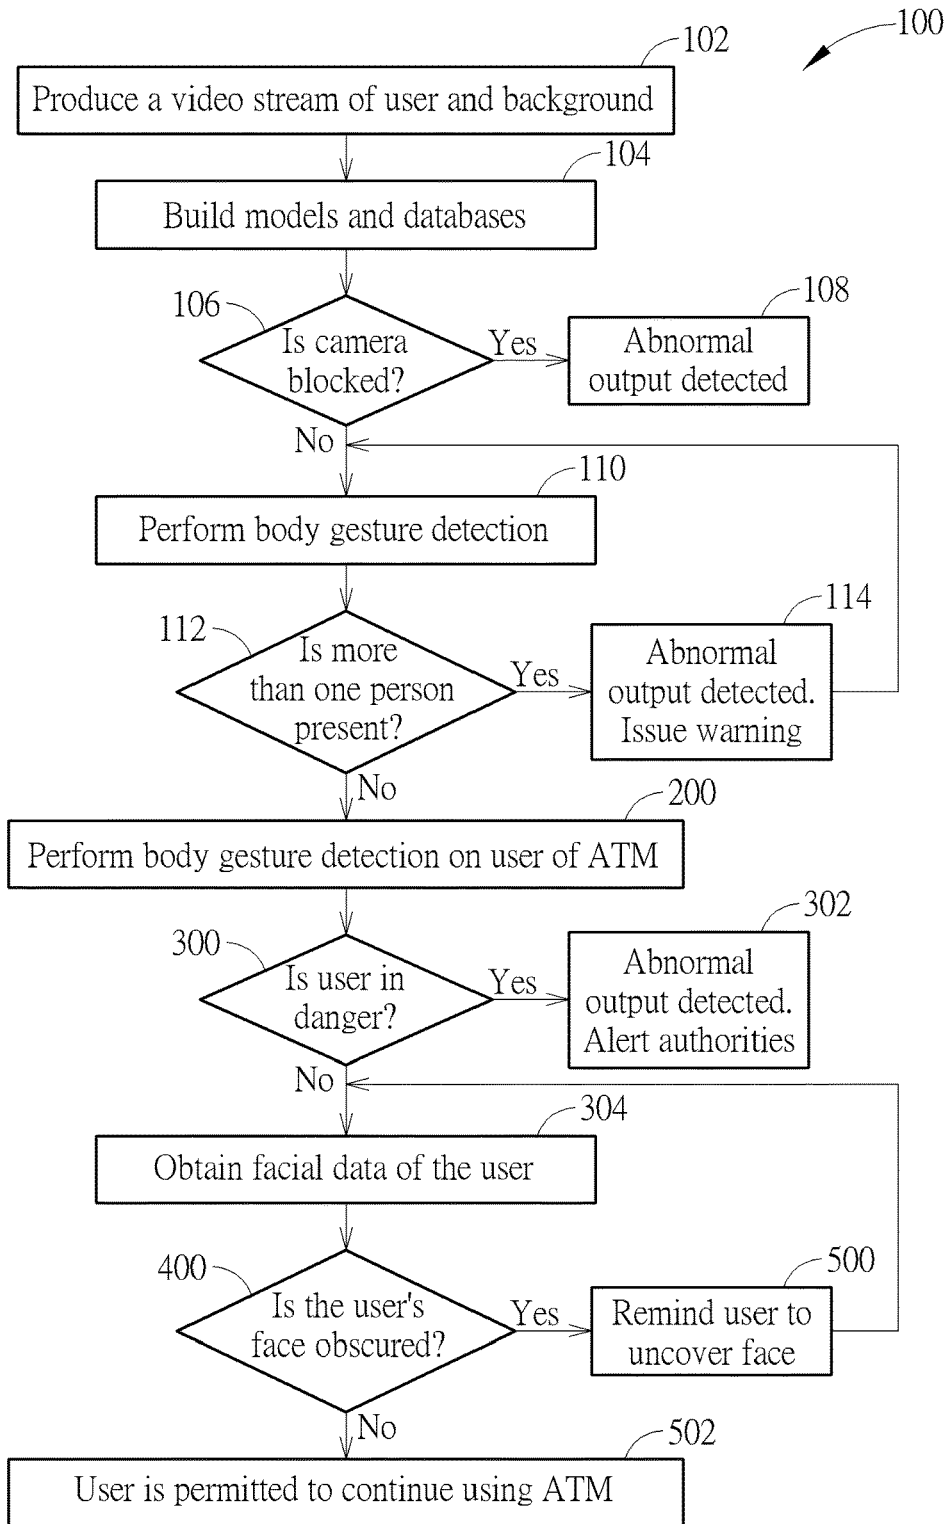 100
102
Produce a video stream of user and background
104
Build models and databases
106
Is camera
blocked?
Yes
108
Abnormal
output detected
No
110
Perform body gesture detection
112
Is more
than one person
present?
Yes
114
Abnormal
output detected.
Issue warning
No
200
Perform body gesture detection on user of ATM
300
Is user in
danger?
Yes
302
Abnormal
output detected.
Alert authorities
No
304
Obtain facial data of the user
400
Is the user's
face obscured?
Yes
500
Remind user to
uncover face
No
502
User is permitted to continue using ATM